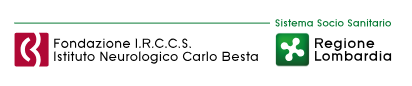 Sistema Socio Sanitario
Fondazione I.R.C.C.S.
Istituto Neurologico Carlo Besta
Regione
Lombardia